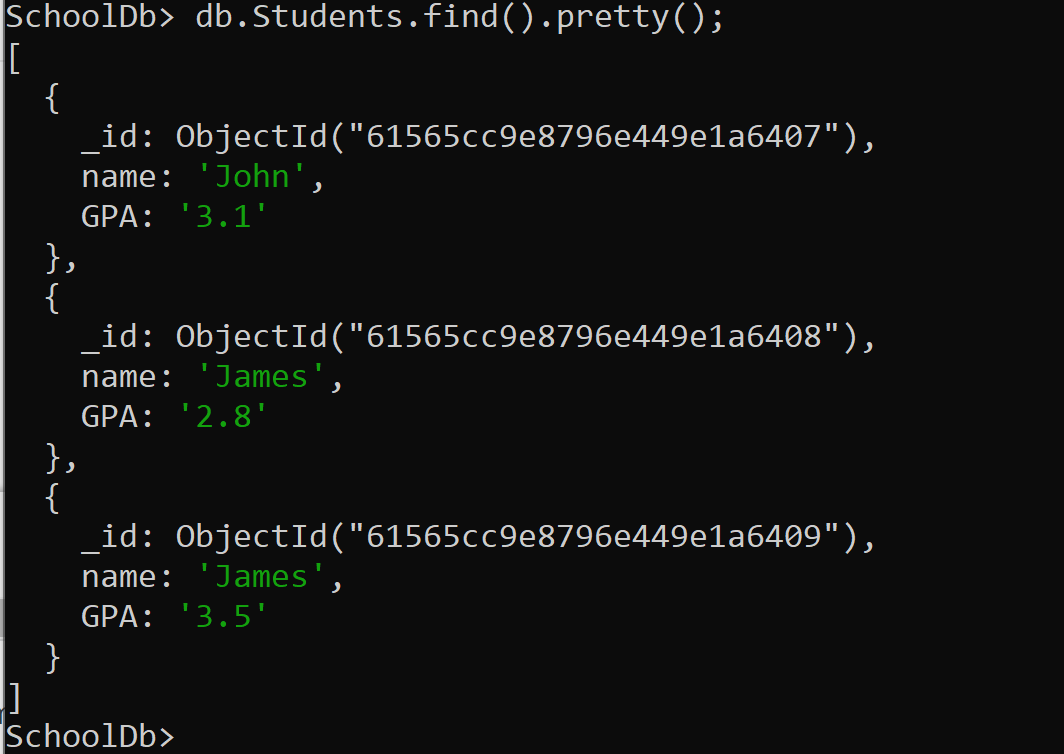 SchoolDb> db.Students.find().pretty();
[
  {
    _id: ObjectId("61565cc9e8796e449e1a6407"),
    name: 'John',
    GPA: '3.1'
  },
  {
    _id: ObjectId("61565cc9e8796e449e1a6408"),
    name: 'James',
    GPA: '2.8'
  },
  {
    _id: ObjectId("61565cc9e8796e449e1a6409"),
    name: 'James',
    GPA: '3.5'
  }
]
SchoolDb>